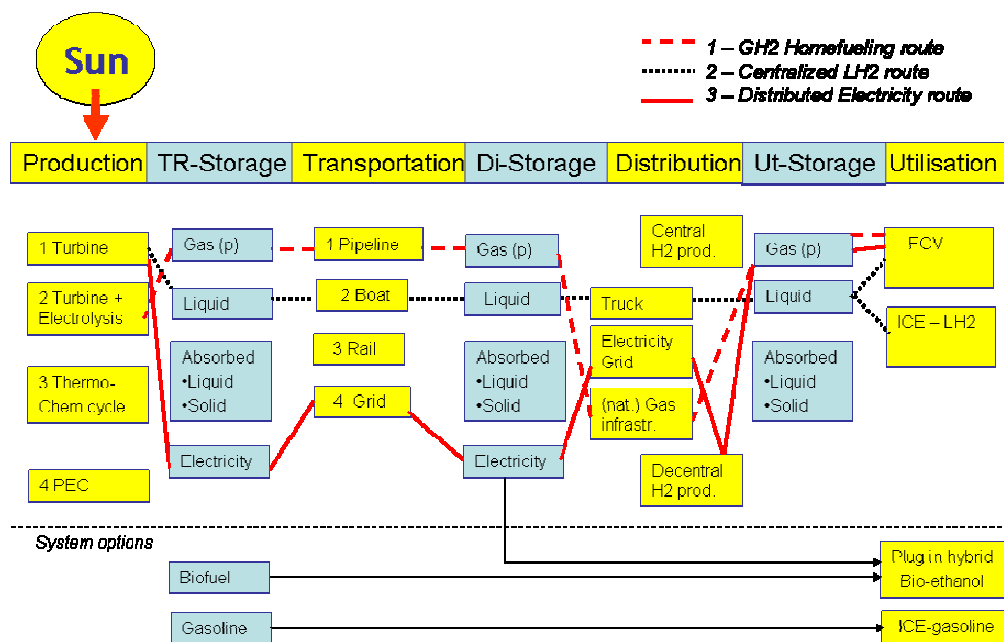 Sun
1 – GH2 Homefueling route
2 – Centralized LH2 route
3 – Distributed Electricity route
Production
TR-Storage
Transportation
Di-Storage
Distribution
Ut-Storage
Utilisation
1 Turbine
2 Turbine +
Electrolysis
3 Thermo-
Chem cycle
4 PEC
Gas (p)
Liquid
Absorbed
•Liquid
•Solid
Electricity
1 Pipeline
2 Boat
3 Rail
4 Grid
Gas (p)
Liquid
Absorbed
•Liquid
•Solid
Electricity
Central
H2 prod.
Truck
Electricity
Grid
(nat.) Gas
infrastr.
Decentral
H2 prod.
Gas (p)
Liquid
Absorbed
•Liquid
•Solid
FCV
ICE – LH2
System options
Biofuel
Gasoline
Plug in hybrid
Bio-ethanol
ICE-gasoline